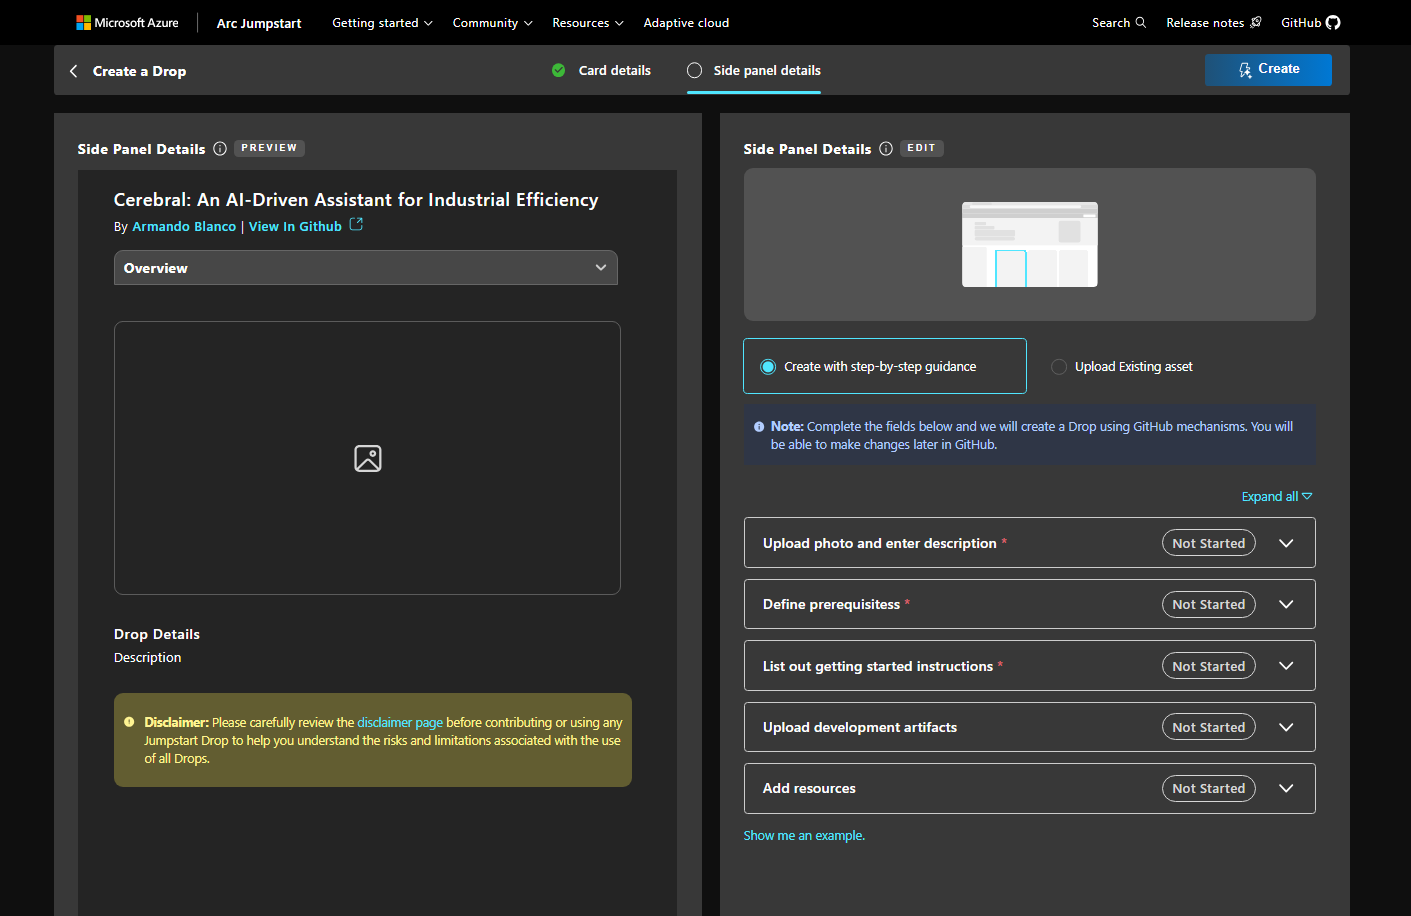 Microsoft Azure
Arc Jumpstart
Getting started
Community
Resources
Adaptive cloud
Search
Release notes
GitHub
Create a Drop
Card details
Side panel details
Create
Side Panel Details
PREVIEW
Cerebral: An AI-Driven Assistant for Industrial Efficiency
By Armando Blanco | View In Github
Overview
Drop Details
Description
Disclaimer: Please carefully review the disclaimer page before contributing or using any
Jumpstart Drop to help you understand the risks and limitations associated with the use
of all Drops.
Side Panel Details
EDIT
Create with step-by-step guidance
Upload Existing asset
Note: Complete the fields below and we will create a Drop using GitHub mechanisms. You will
be able to make changes later in GitHub.
Expand all
Upload photo and enter description *
Not Started
Define prerequisitess *
Not Started
List out getting started instructions *
Not Started
Upload development artifacts
Not Started
Add resources
Not Started
Show me an example.